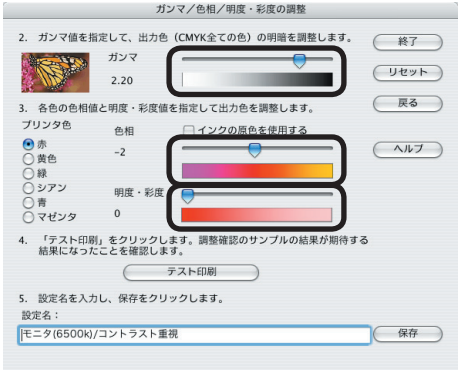 ガンマ／色相／明度・彩度の調整
2. ガンマ値を指定して、出力色（CMYK全ての色）の明暗を調整します。
終了
ガンマ
リセット
2.20
戻る
3. 各色の色相値と明度・彩度値を指定して出力色を調整します。
プリンタ色
色相
インクの原色を使用する
赤
-2
ヘルプ
黄色
緑
シアン
明度・彩度
青
0
マゼンタ
4. 「テスト印刷」をクリックします。調整確認のサンプルの結果が期待する
結果になったことを確認します。
テスト印刷
5. 設定名を入力し、保存をクリックします。
設定名：
モニタ(6500k)/コントラスト重視
保存